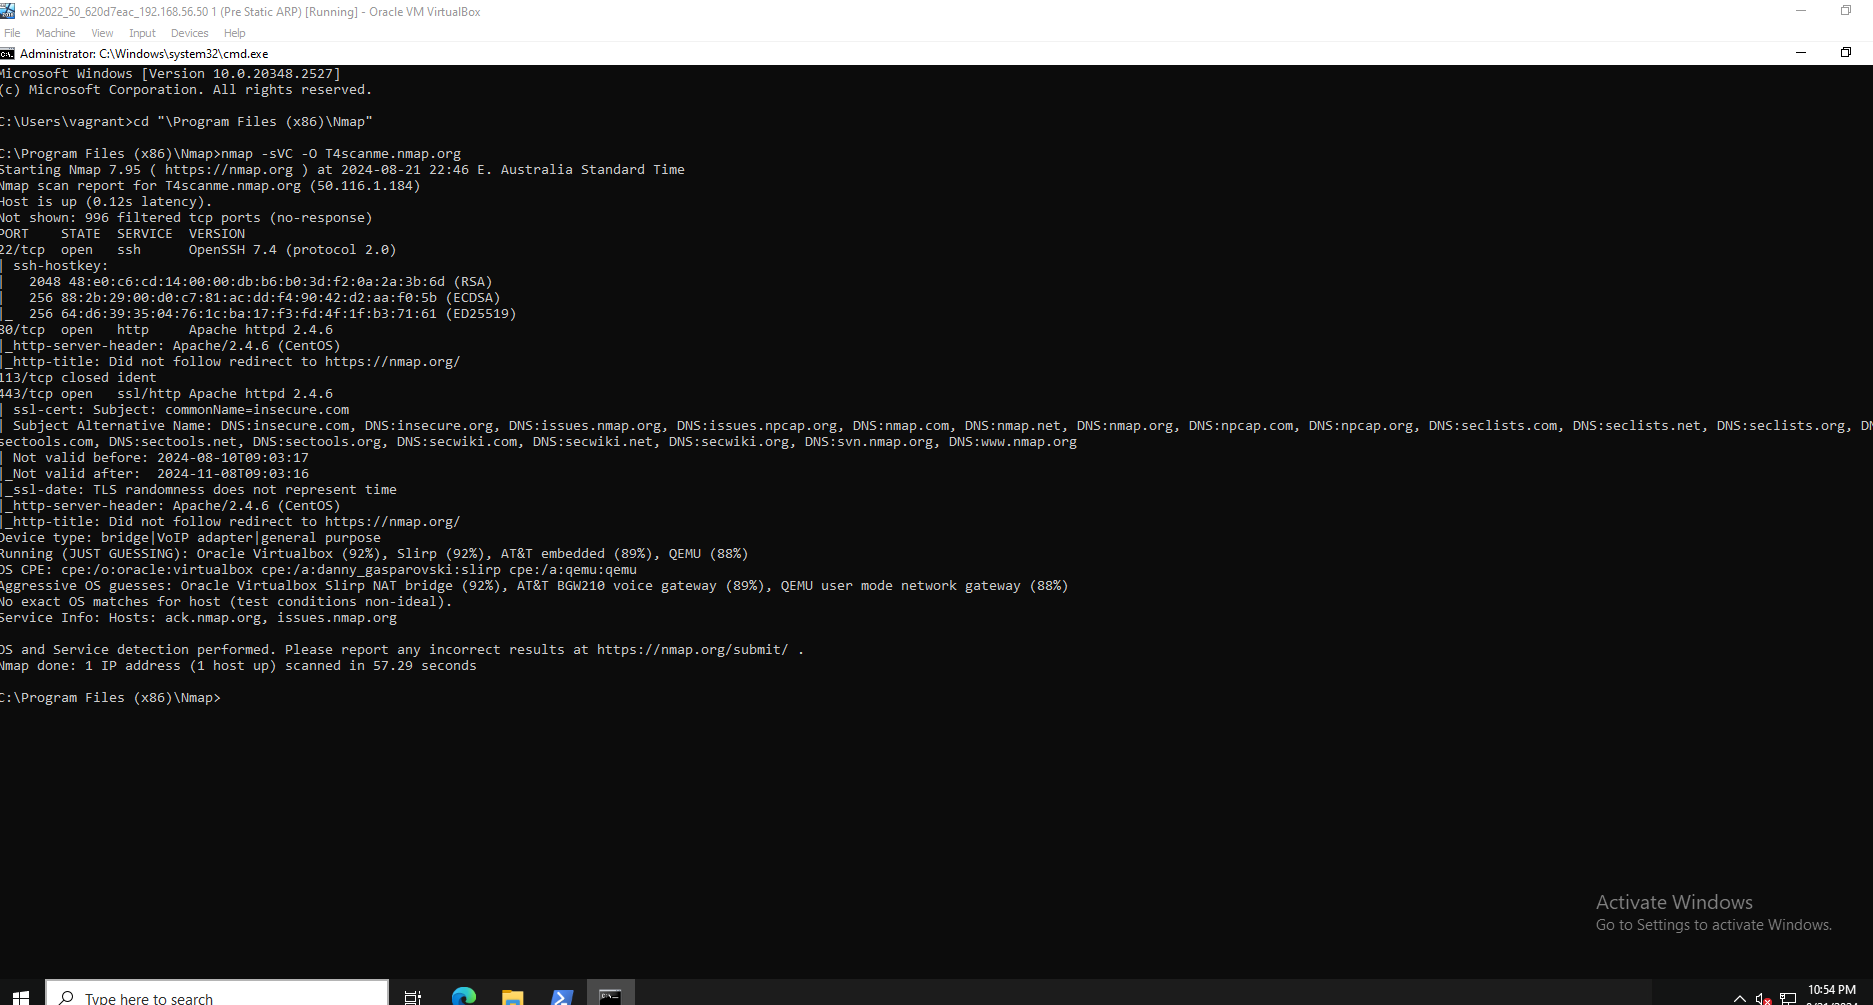 win2022_50_620d7eac_192.168.56.50 1 (Pre Static ARP) [Running] - Oracle VM VirtualBox
File Machine View Input Devices Help
Administrator: C:\Windows\system32\cmd.exe
Microsoft Windows [Version 10.0.20348.2527]
(c) Microsoft Corporation. All rights reserved.
C:\Users\vagrant>cd "\Program Files (x86)\Nmap"
C:\Program Files (x86)\Nmap>nmap -sVC -O T4scanme.nmap.org
Starting Nmap 7.95 ( https://nmap.org ) at 2024-08-21 22:46 E. Australia Standard Time
Nmap scan report for T4scanme.nmap.org (50.116.1.184)
Host is up (0.12s latency).
Not shown: 996 filtered tcp ports (no-response)
PORT STATE SERVICE VERSION
22/tcp open ssh OpenSSH 7.4 (protocol 2.0)
| ssh-hostkey:
| 2048 48:e0:c6:cd:14:00:00:db:b6:b0:3d:f2:0a:2a:3b:6d (RSA)
| 256 88:2b:29:00:d0:c7:81:ac:dd:f4:90:42:d2:aa:f0:5b (ECDSA)
|_ 256 64:d6:39:35:04:76:1c:ba:17:f3:fd:4f:1f:b3:71:61 (ED25519)
80/tcp open http Apache httpd 2.4.6
|_http-server-header: Apache/2.4.6 (CentOS)
|_http-title: Did not follow redirect to https://nmap.org/
113/tcp closed ident
443/tcp open ssl/http Apache httpd 2.4.6
| ssl-cert: Subject: commonName=insecure.com
| Subject Alternative Name: DNS:insecure.com, DNS:insecure.org, DNS:issues.nmap.org, DNS:issues.npcap.org, DNS:nmap.com, DNS:nmap.net, DNS:nmap.org, DNS:npcap.com, DNS:npcap.org, DNS:seclists.com, DNS:seclists.net, DNS:seclists.org, DN
sectools.com, DNS:sectools.net, DNS:sectools.org, DNS:secwiki.com, DNS:secwiki.net, DNS:secwiki.org, DNS:svn.nmap.org, DNS:www.nmap.org
| Not valid before: 2024-08-10T09:03:17
|_Not valid after: 2024-11-08T09:03:16
|_ssl-date: TLS randomness does not represent time
|_http-server-header: Apache/2.4.6 (CentOS)
|_http-title: Did not follow redirect to https://nmap.org/
Device type: bridge|VoIP adapter|general purpose
Running (JUST GUESSING): Oracle Virtualbox (92%), Slirp (92%), AT&T embedded (89%), QEMU (88%)
OS CPE: cpe:/o:oracle:virtualbox cpe:/a:danny_gasparovski:slirp cpe:/a:qemu:qemu
Aggressive OS guesses: Oracle Virtualbox Slirp NAT bridge (92%), AT&T BGW210 voice gateway (89%), QEMU user mode network gateway (88%)
No exact OS matches for host (test conditions non-ideal).
Service Info: Hosts: ack.nmap.org, issues.nmap.org
OS and Service detection performed. Please report any incorrect results at https://nmap.org/submit/ .
Nmap done: 1 IP address (1 host up) scanned in 57.29 seconds
C:\Program Files (x86)\Nmap>
Activate Windows
Go to Settings to activate Windows.
Type here to search
10:54 PM